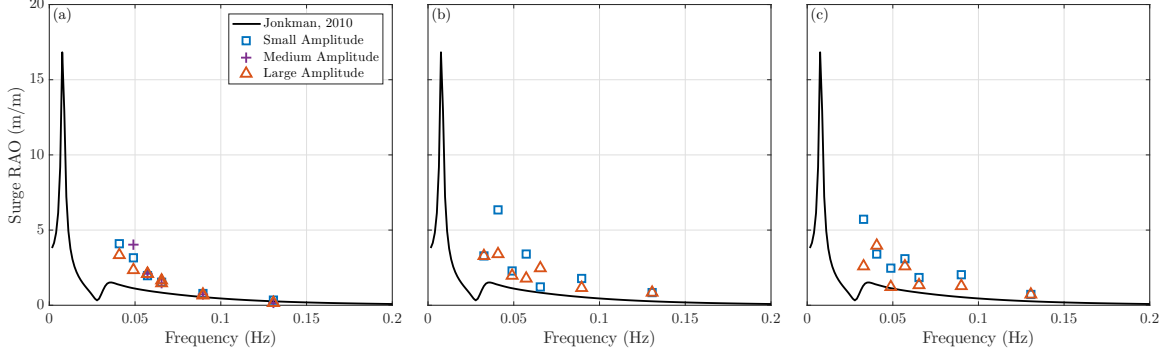 (a)
Jonkman, 2010
Small Amplitude
Medium Amplitude
Large Amplitude
Surge RAO (m/m)
20
15
10
5
0
0 0.05 0.1 0.15 0.2
Frequency (Hz)
(b)
0 0.05 0.1 0.15 0.2
Frequency (Hz)
(c)
0 0.05 0.1 0.15 0.2
Frequency (Hz)